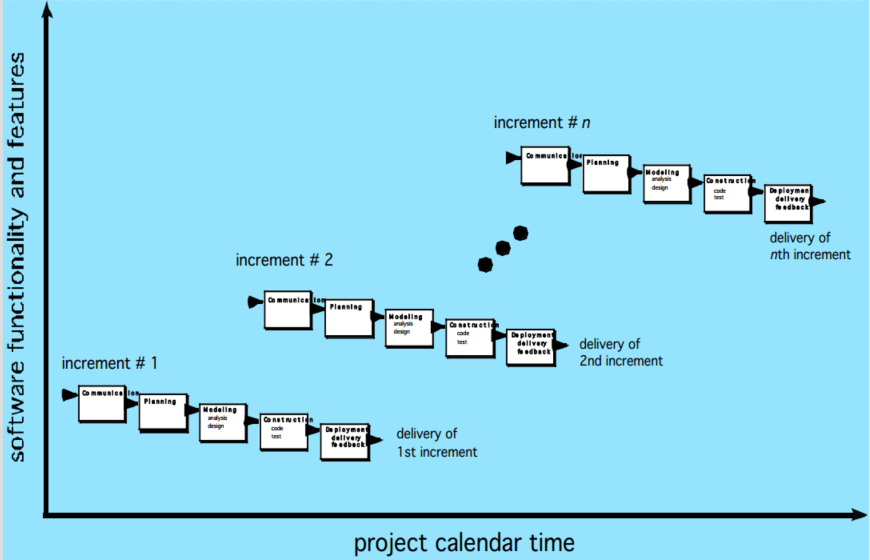 software functionality and features
increment # n
Communication
Planning
Modeling
analysis
design
Construction
code
test
Deployment
delivery
feedback
delivery of
nth increment
increment # 2
Communication
Planning
Modeling
analysis
design
Construction
code
test
Deployment
delivery
feedback
delivery of
2nd increment
increment # 1
Communication
Planning
Modeling
analysis
design
Construction
code
test
Deployment
delivery
feedback
delivery of
1st increment
project calendar time